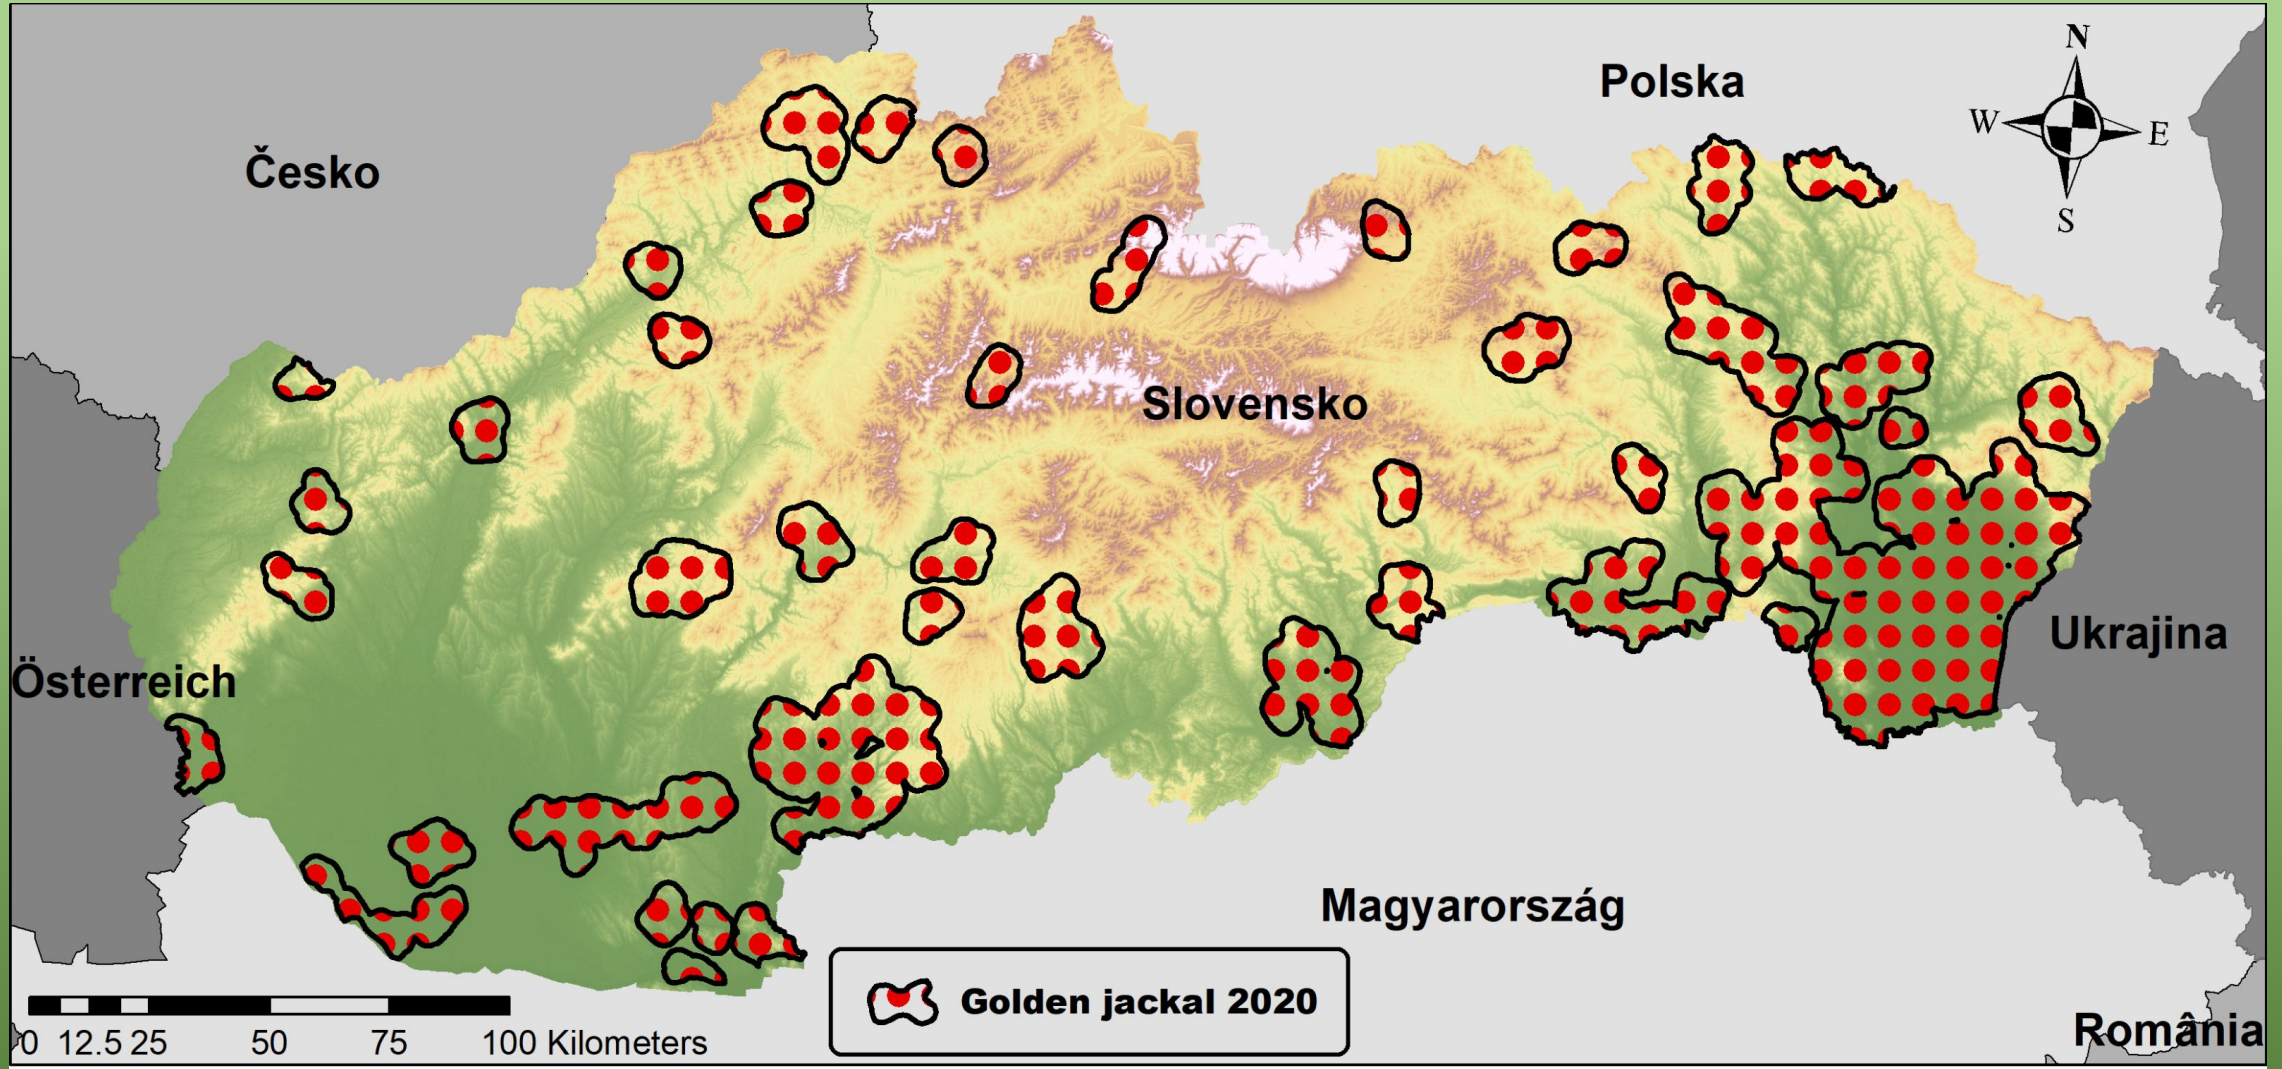 N
Polska
W
E
Česko
S
Slovensko
Ukrajina
Österreich
Magyarország
Golden jackal 2020
România
0 12.5 25 50 75 100 Kilometers